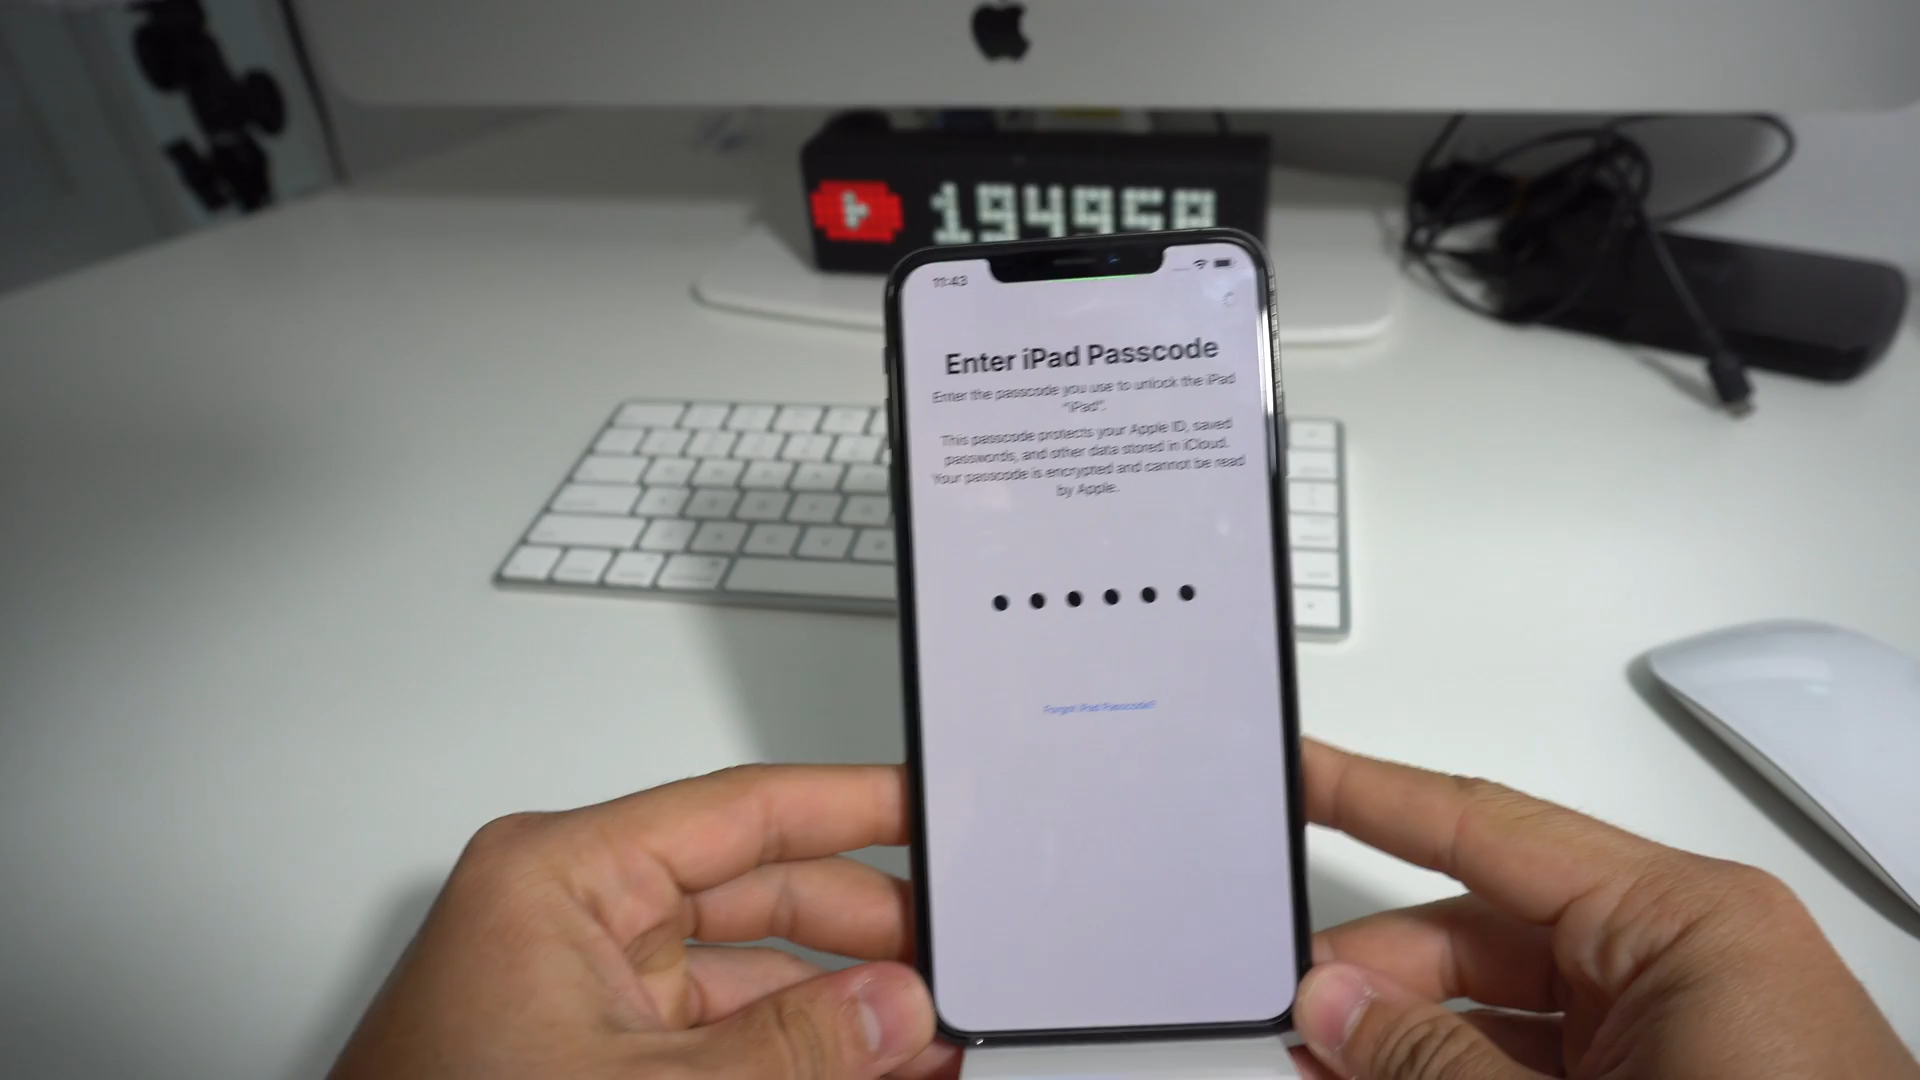 194958
11:43
Enter iPad Passcode
Enter the passcode you use to unlock the iPad
"iPad".
This passcode protects your Apple ID, saved
passwords, and other data stored in iCloud.
Your passcode is encrypted and cannot be read
by Apple.
Forgot iPad Passcode?